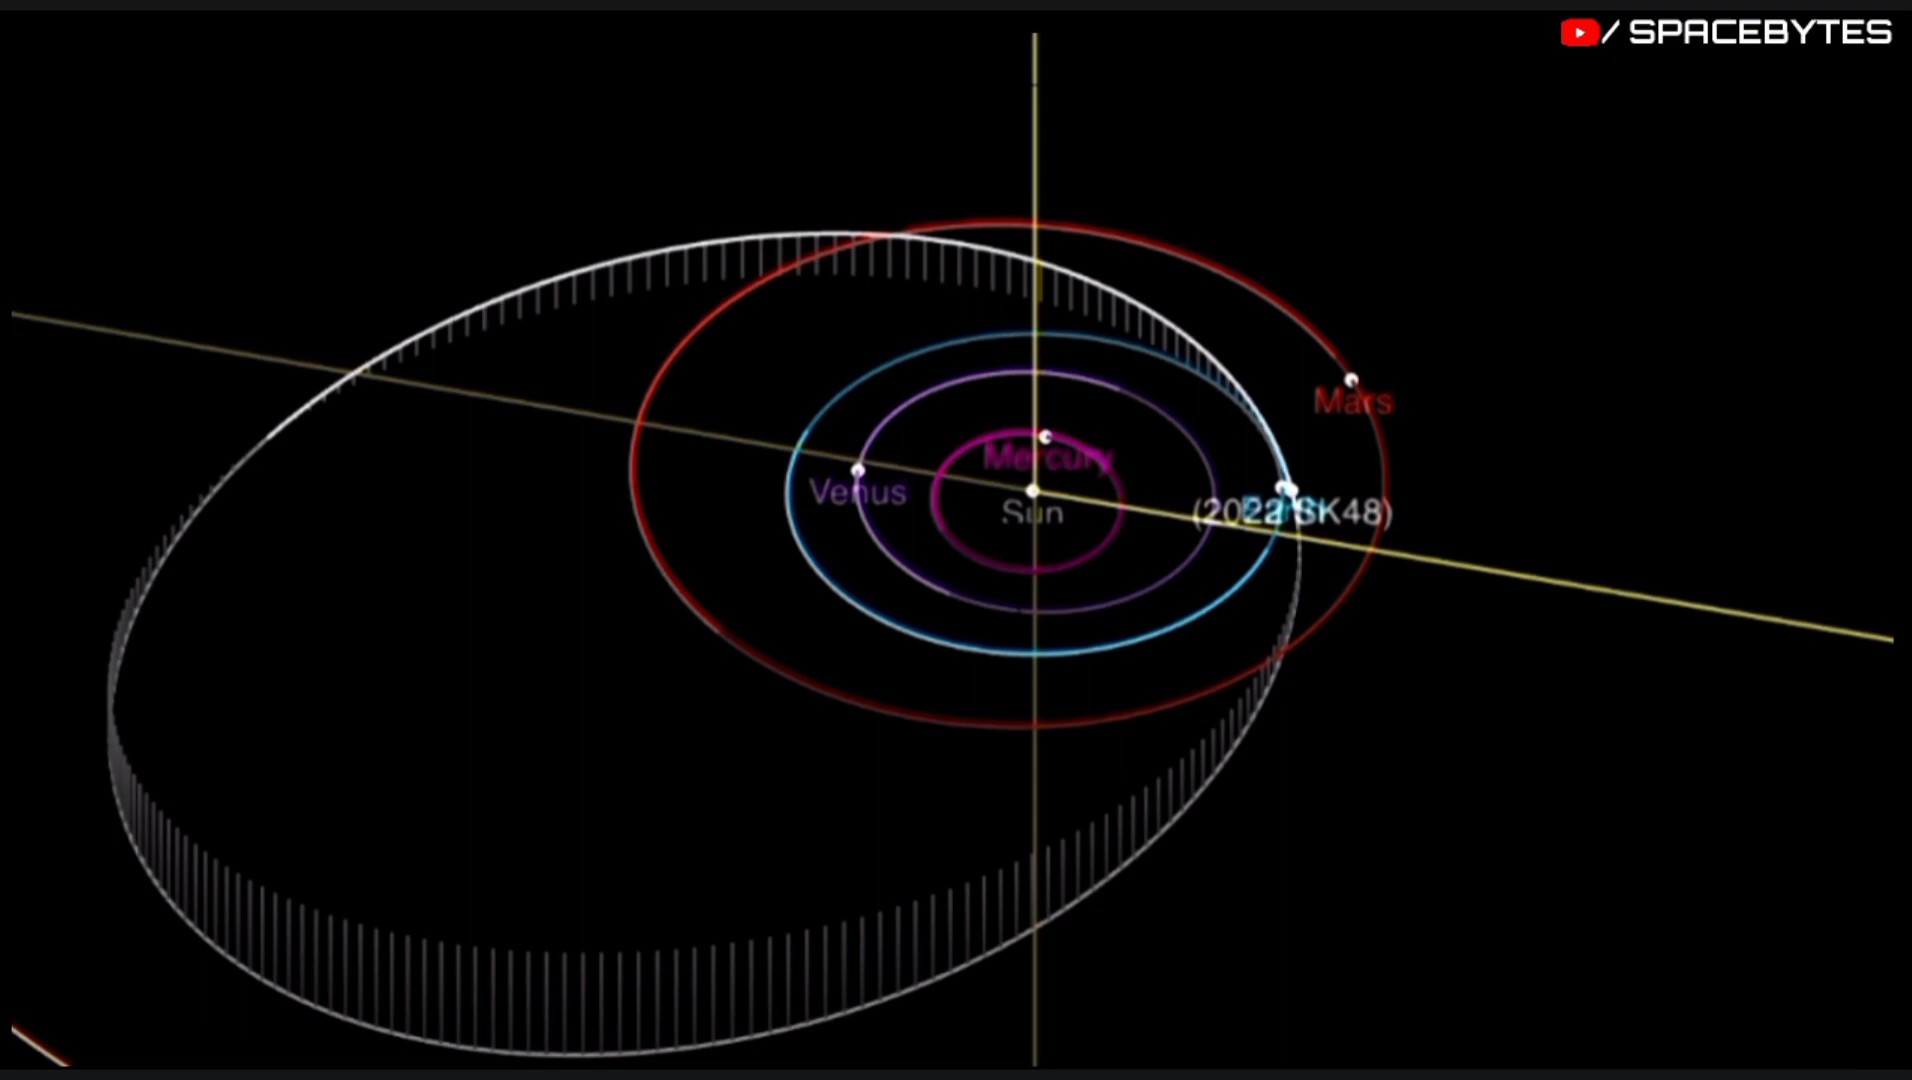 / SPACEBYTES
Mars
Mercury
Venus
Sun
(2022 SK48)